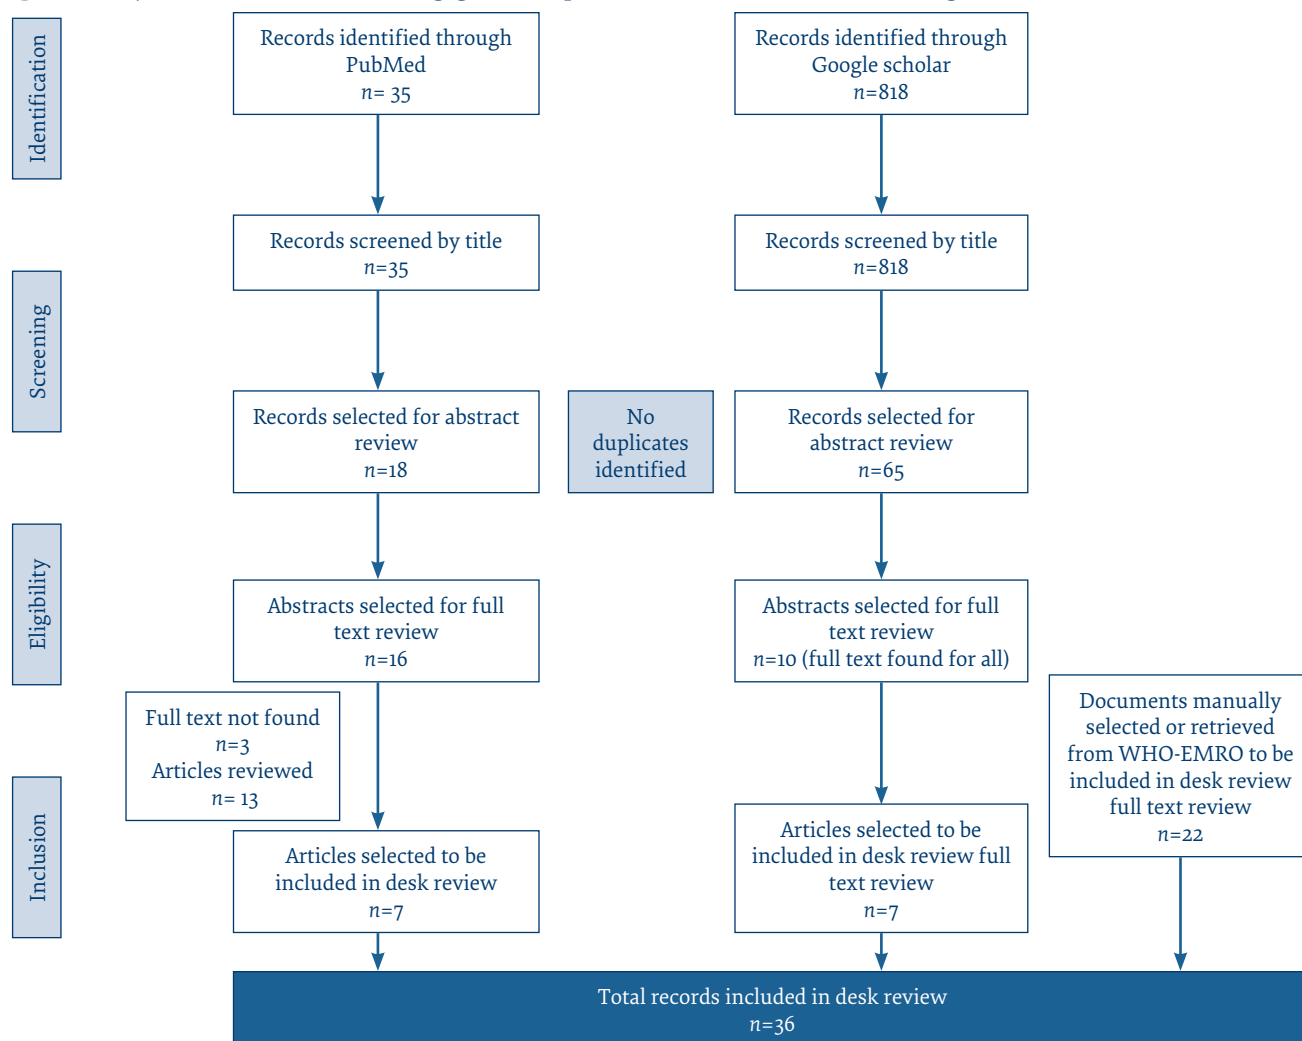 Identification
Records identified through
PubMed
n= 35
Records identified through
Google scholar
n=818
Records screened by title
n=35
Records screened by title
n=818
Screening
Records selected for abstract
review
n=18
No
duplicates
identified
Records selected for
abstract review
n=65
Eligibility
Abstracts selected for full
text review
n=16
Abstracts selected for full
text review
n=10 (full text found for all)
Full text not found
n=3
Articles reviewed
n= 13
Documents manually
selected or retrieved
from WHO-EMRO to be
included in desk review
full text review
n=22
Inclusion
Articles selected to be
included in desk review
n=7
Articles selected to be
included in desk review full
text review
n=7
Total records included in desk review
n=36